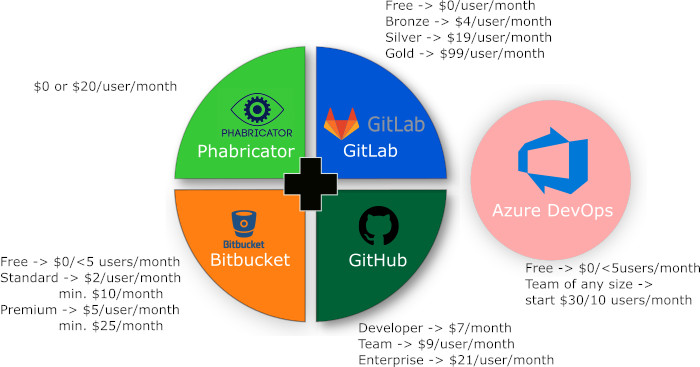 Free -> $0/user/month
Bronze -> $4/user/month
Silver -> $19/user/month
Gold -> $99/user/month
$0 or $20/user/month
PHABRICATOR
Phabricator
GitLab
GitLab
Azure DevOps
Bitbucket
Bitbucket
GitHub
Free -> $0/<5 users/month
Standard -> $2/user/month
min. $10/month
Premium -> $5/user/month
min. $25/month
Free -> $0/<5users/month
Team of any size ->
start $30/10 users/month
Developer -> $7/month
Team -> $9/user/month
Enterprise -> $21/user/month